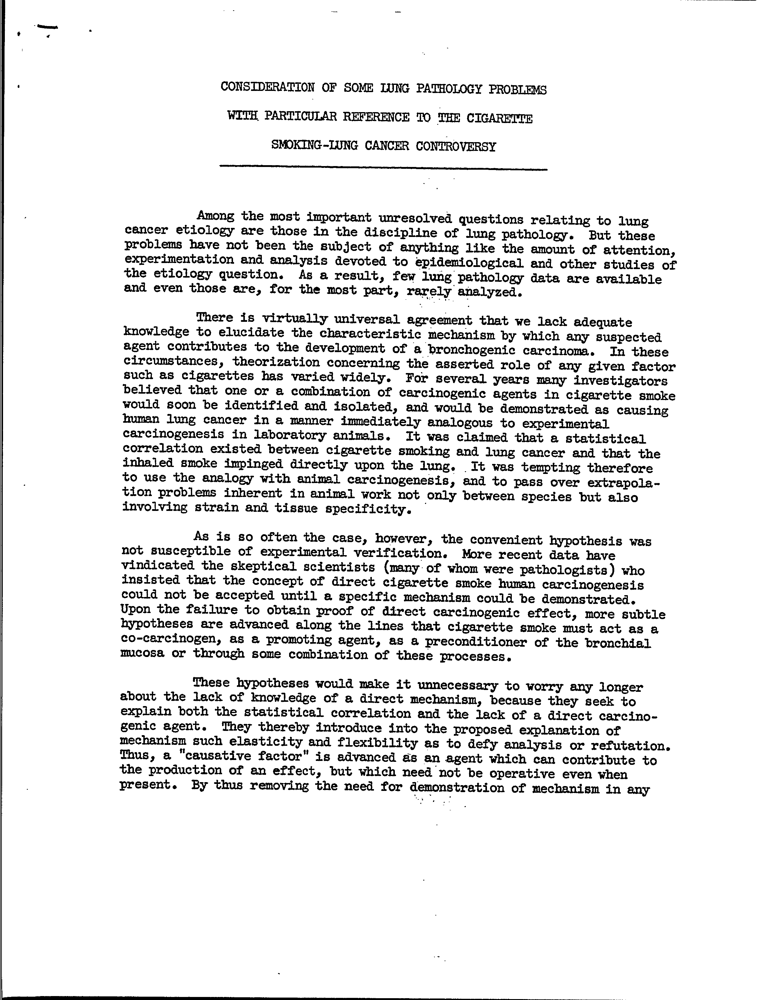 CONSIDERATION OF SOME LUNG PATHOLOGY PROBLEMS
WITH PARTICULAR REFERENCE TO THE CIGARETTE
SMOKING-LUNG CANCER CONTROVERSY
Among the most important unresolved questions relating to lung
cancer etiology are those in the discipline of lung pathology. But these
problems have not been the subject of anything like the amount of attention,
experimentation and analysis devoted to epidemiological and other studies of
the etiology question. As a result, few lung pathology data are available
and even those are, for the most part, rarely analyzed.
There is virtually universal agreement that we lack adequate
knowledge to elucidate the characteristic mechanism by which any suspected
agent contributes to the development of a bronchogenic carcinoma. In these
circumstances, theorization concerning the asserted role of any given factor
such as cigarettes has varied widely. For several years many investigators
believed that one or a combination of carcinogenic agents in cigarette smoke
would soon be identified and isolated, and would be demonstrated as causing
human lung cancer in a manner immediately analogous to experimental
carcinogenesis in laboratory animals. It was claimed that a statistical
correlation existed between cigarette smoking and lung cancer and that the
inhaled smoke impinged directly upon the lung. It was tempting therefore
to use the analogy with animal carcinogenesis, and to pass over extrapola-
tion problems inherent in animal work not only between species but also
involving strain and tissue specificity.
As is so often the case, however, the convenient hypothesis was
not susceptible of experimental verification. More recent data have
vindicated the skeptical scientists (many of whom were pathologists) who
insisted that the concept of direct cigarette smoke human carcinogenesis
could not be accepted until a specific mechanism could be demonstrated.
Upon the failure to obtain proof of direct carcinogenic effect, more subtle
hypotheses are advanced along the lines that cigarette smoke must act as a
co-carcinogen, as a promoting agent, as a preconditioner of the bronchial
mucosa or through some combination of these processes.
These hypotheses would make it unnecessary to worry any longer
about the lack of knowledge of a direct mechanism, because they seek to
explain both the statistical correlation and the lack of a direct carcino-
genic agent. They thereby introduce into the proposed explanation of
mechanism such elasticity and flexibility as to defy analysis or refutation.
Thus, a "causative factor" is advanced as an agent which can contribute to
the production of an effect, but which need not be operative even when
present. By thus removing the need for demonstration of mechanism in any